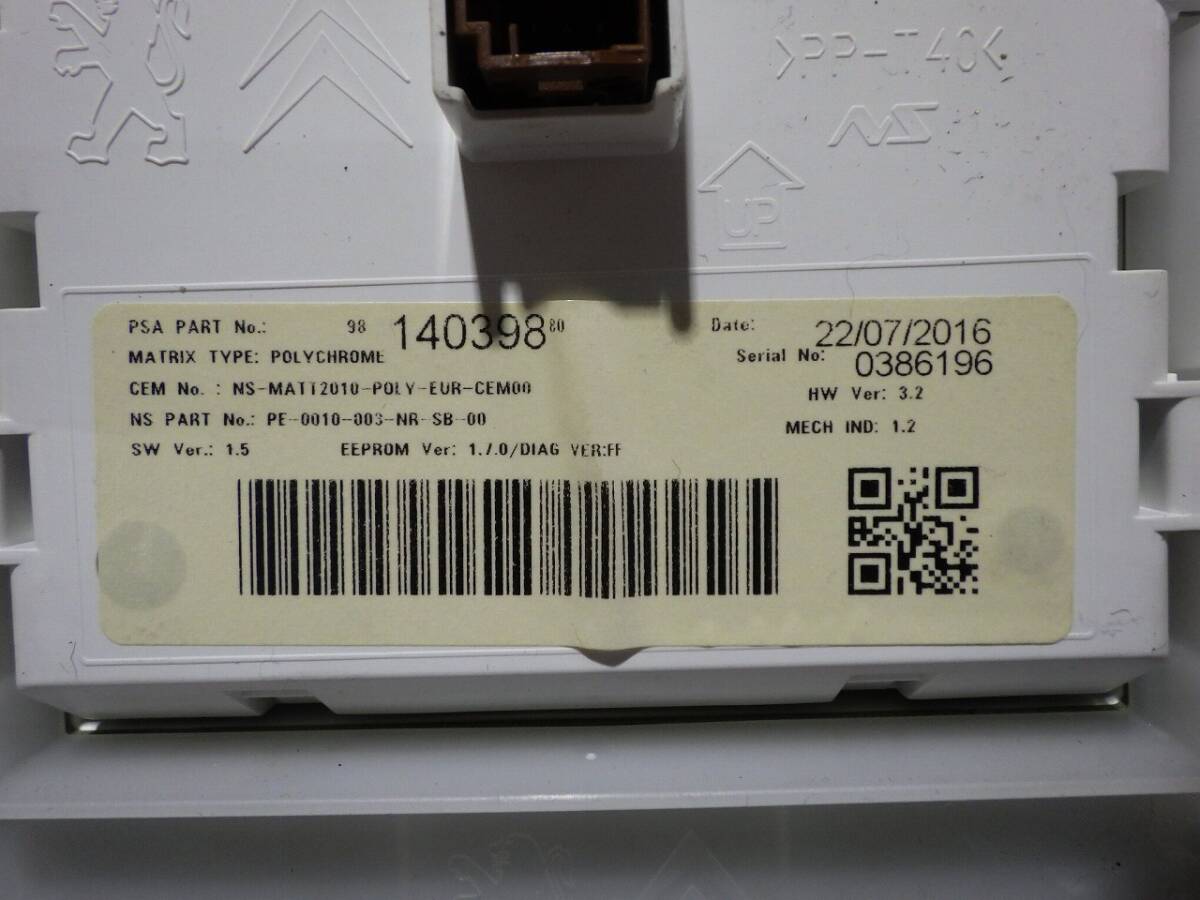 >PP-T40<
NS
UP
PSA PART No.: 98 140398 80 Date: 22/07/2016
MATRIX TYPE: POLYCHROME Serial No: 0386196
CEM No. : NS-MATT2010-POLY-EUR-CEM00 HW Ver: 3.2
NS PART No.: PE-0010-003-NR-SB-00 MECH IND: 1.2
SW Ver.: 1.5 EEPROM Ver: 1.7.0/DIAG VER:FF